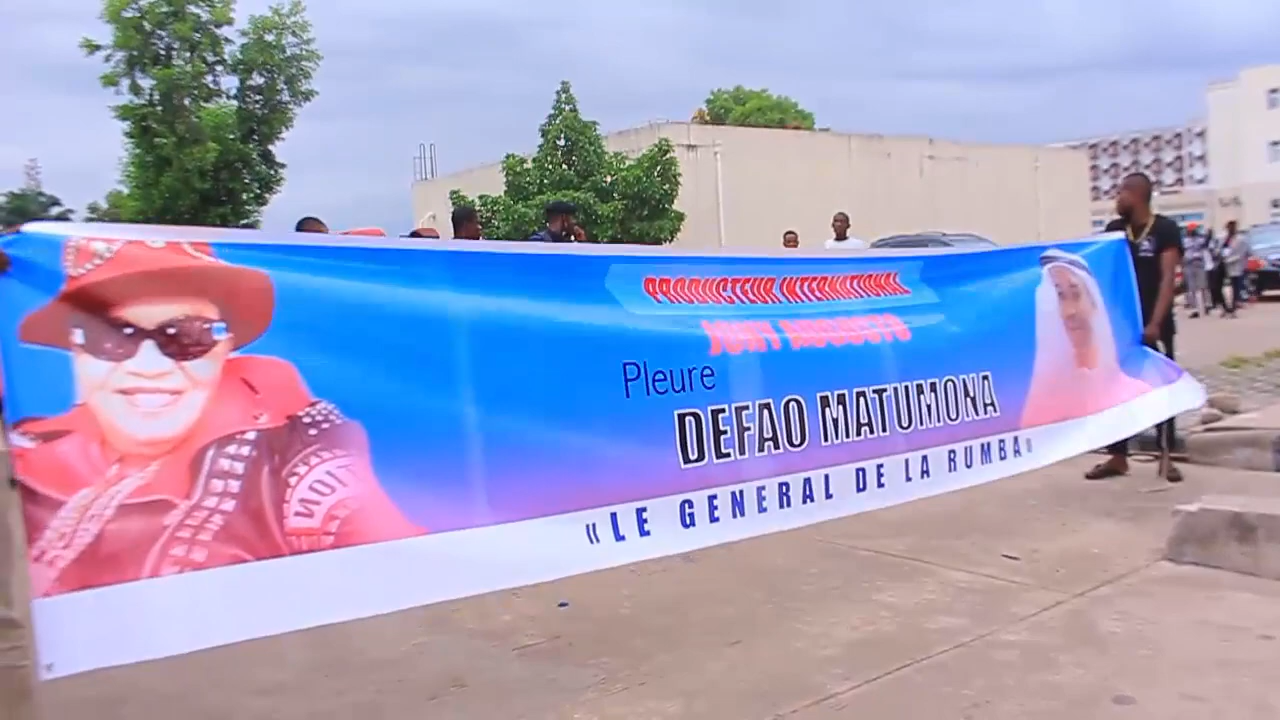 PRODUCTEUR INTERNATIONAL
Pleure
DEFAO MATUMONA
«LE GENERAL DE LA RUMBA»